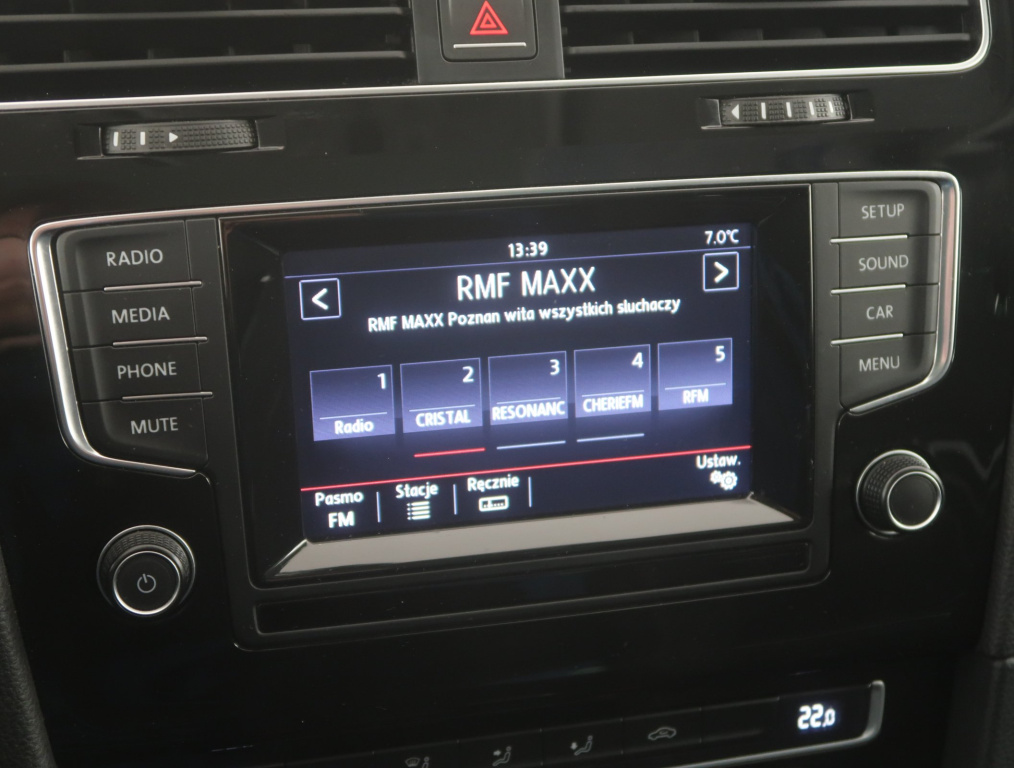 RADIO
MEDIA
PHONE
MUTE
13:39
7.0°C
<
RMF MAXX
>
RMF MAXX Poznan wita wszystkich sluchaczy
1
Radio
2
CRISTAL
3
RESONANC
4
CHERIEFM
5
RFM
Pasmo
FM
Stacje
Ręcznie
Ustaw.
SETUP
SOUND
CAR
MENU
22.0